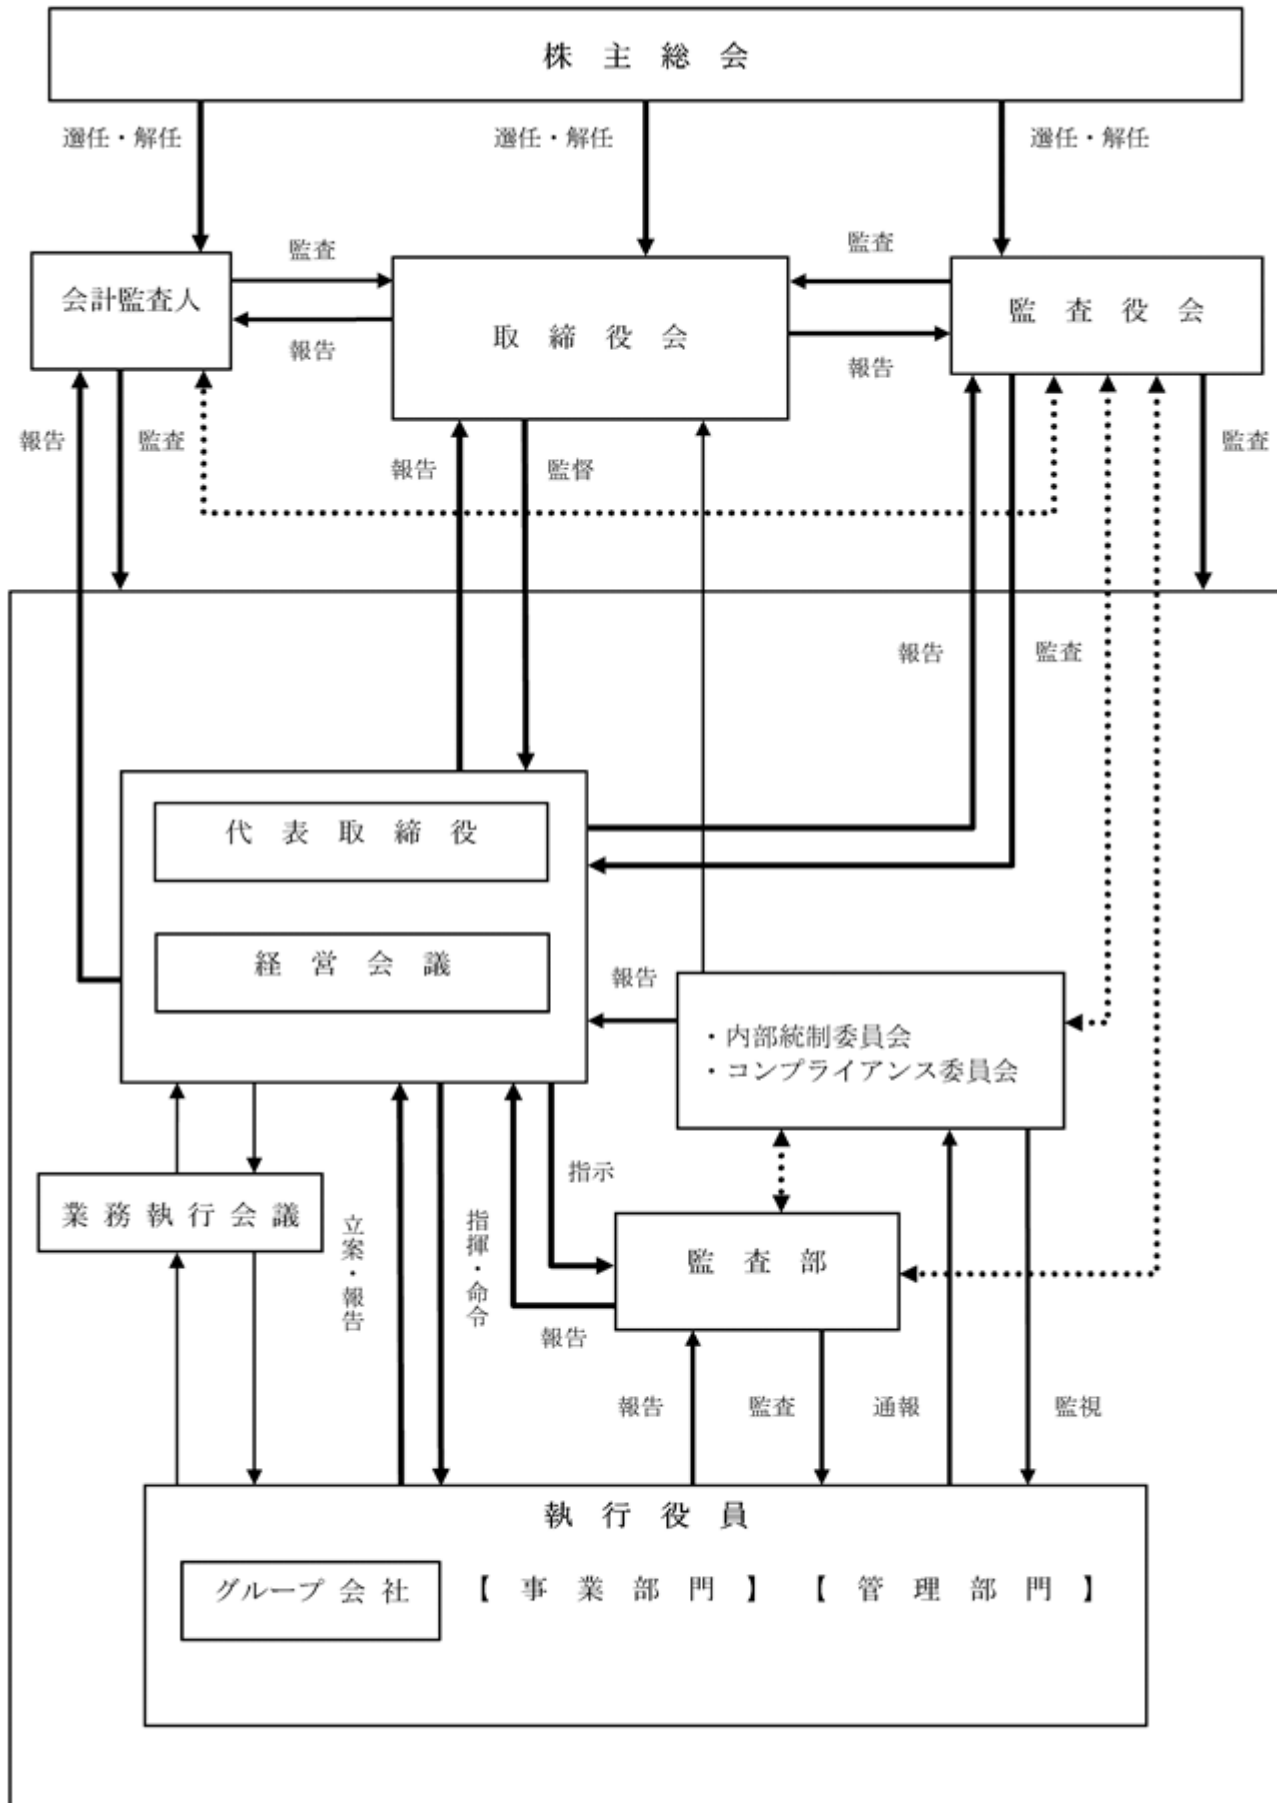 株主総会
選任・解任
選任・解任
選任・解任
監査
監査
会計監査人
取締役会
監査役会
報告
報告
報告
監査
報告
監督
監査
報告
監査
代表取締役
経営会議
報告
・内部統制委員会
・コンプライアンス委員会
指示
業務執行会議
立案・報告
指揮・命令
監査部
報告
報告
監査
通報
監視
執行役員
グループ会社
【事業部門】
【管理部門】